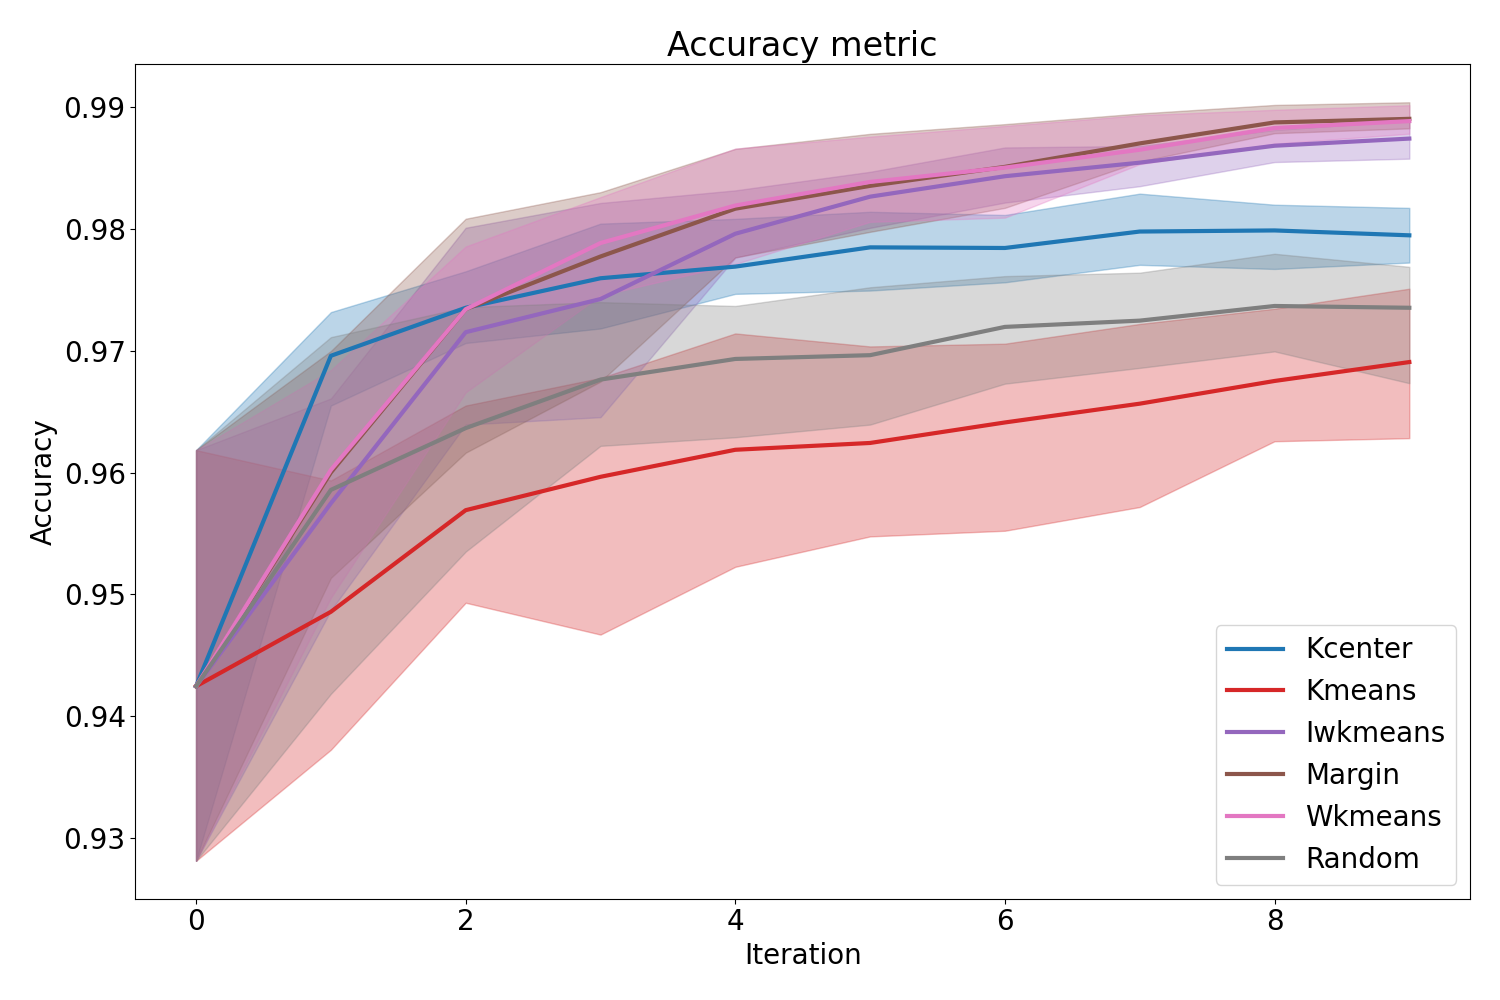 Accuracy metric
0.99
0.98
0.97
0.96
0.95
0.94
0.93
Accuracy
0 2 4 6 8
Iteration
Kcenter
Kmeans
Iwkmeans
Margin
Wkmeans
Random